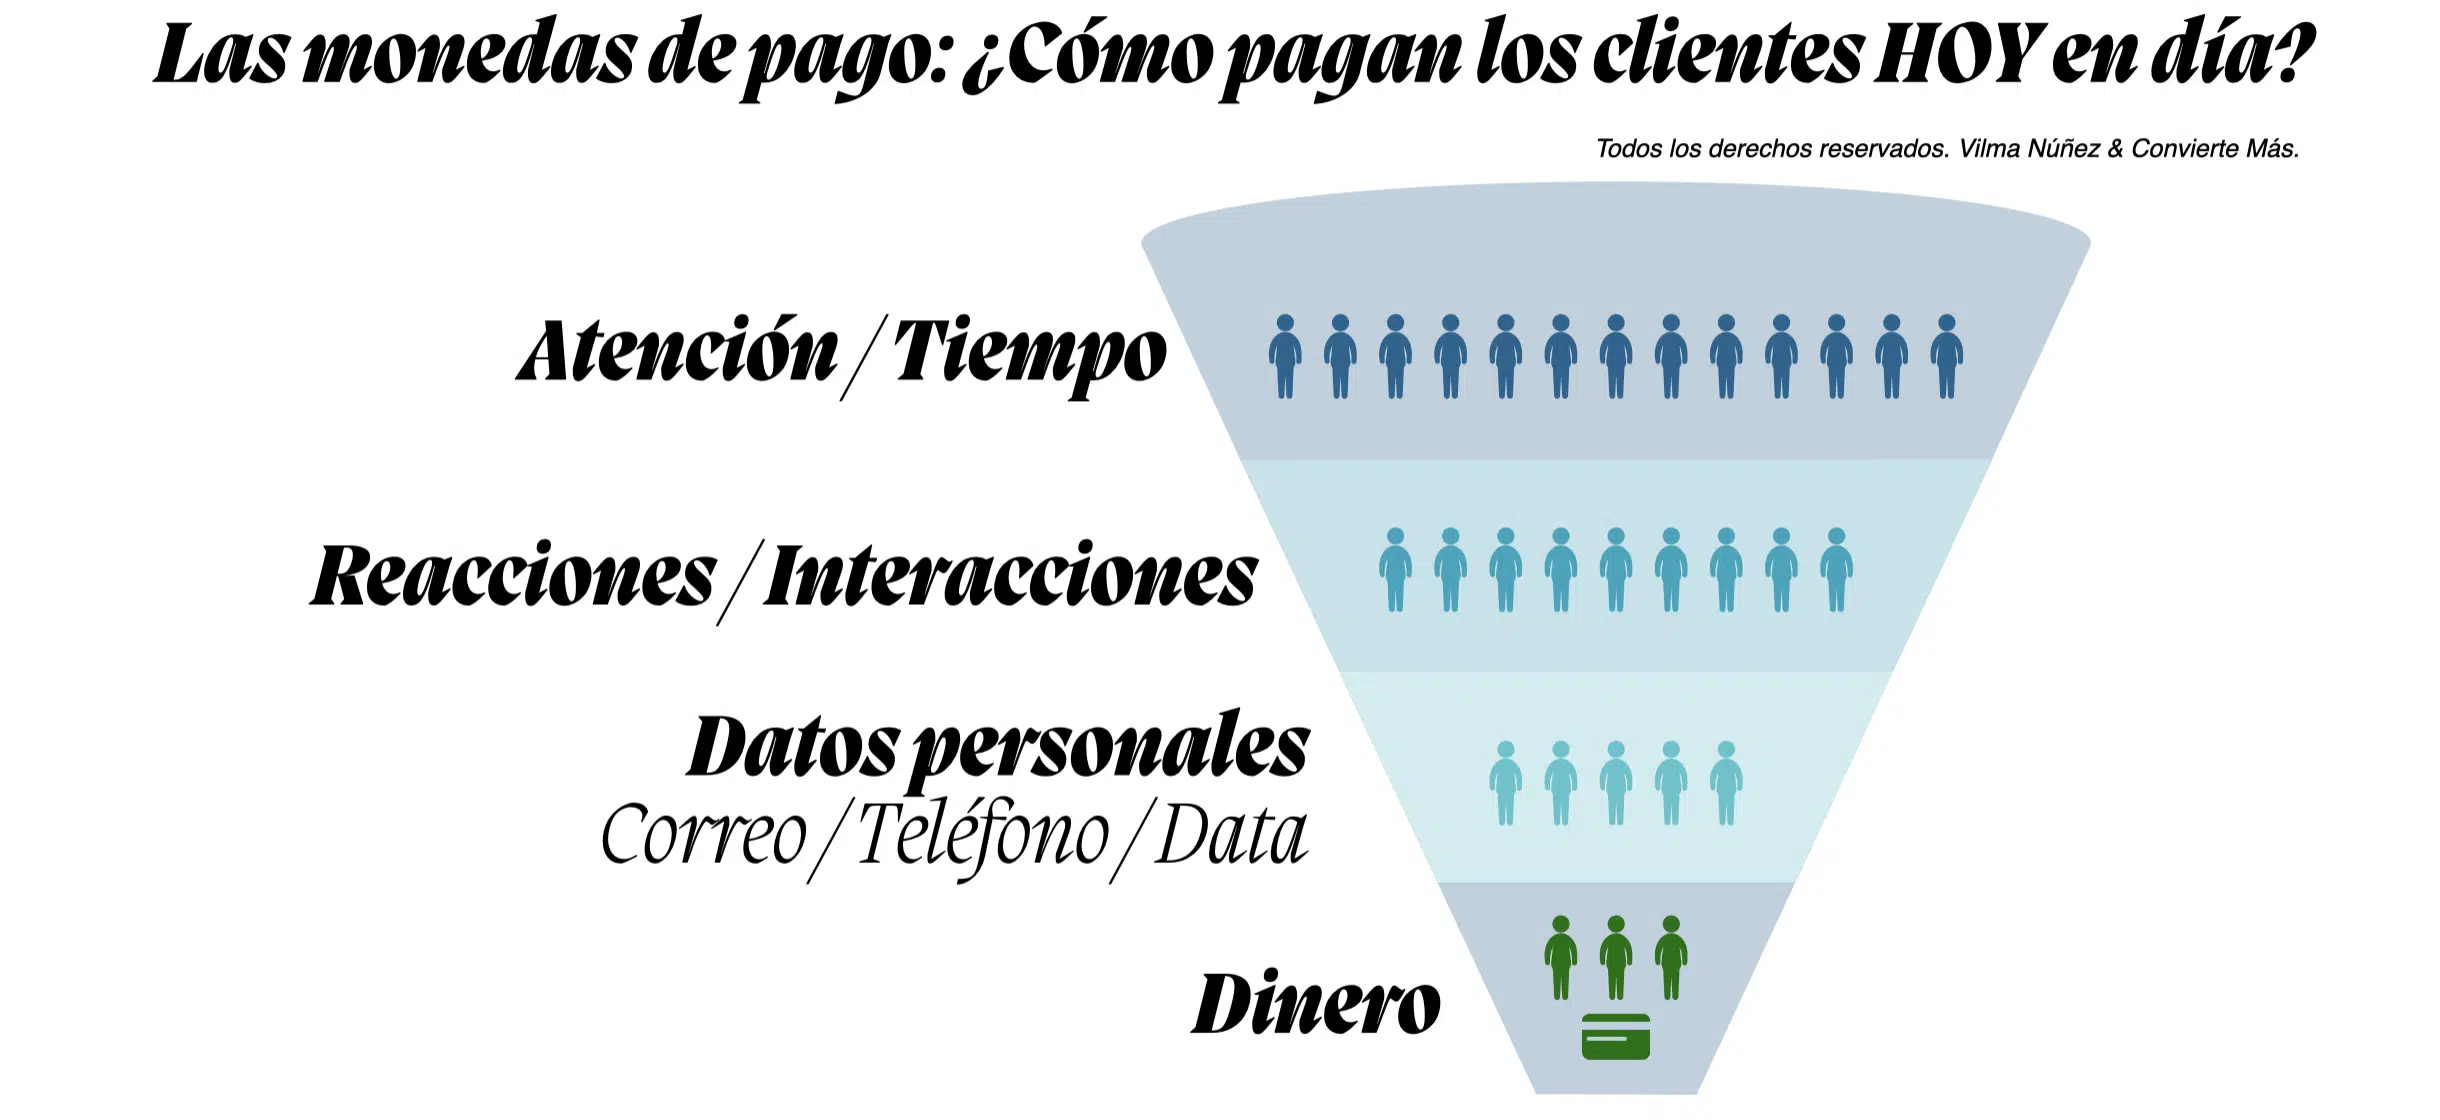 Las monedas de pago: ¿Cómo pagan los clientes HOY en día?
Todos los derechos reservados. Vilma Núñez & Convierte Más.
Atención / Tiempo
Reacciones / Interacciones
Datos personales
Correo / Teléfono / Data
Dinero